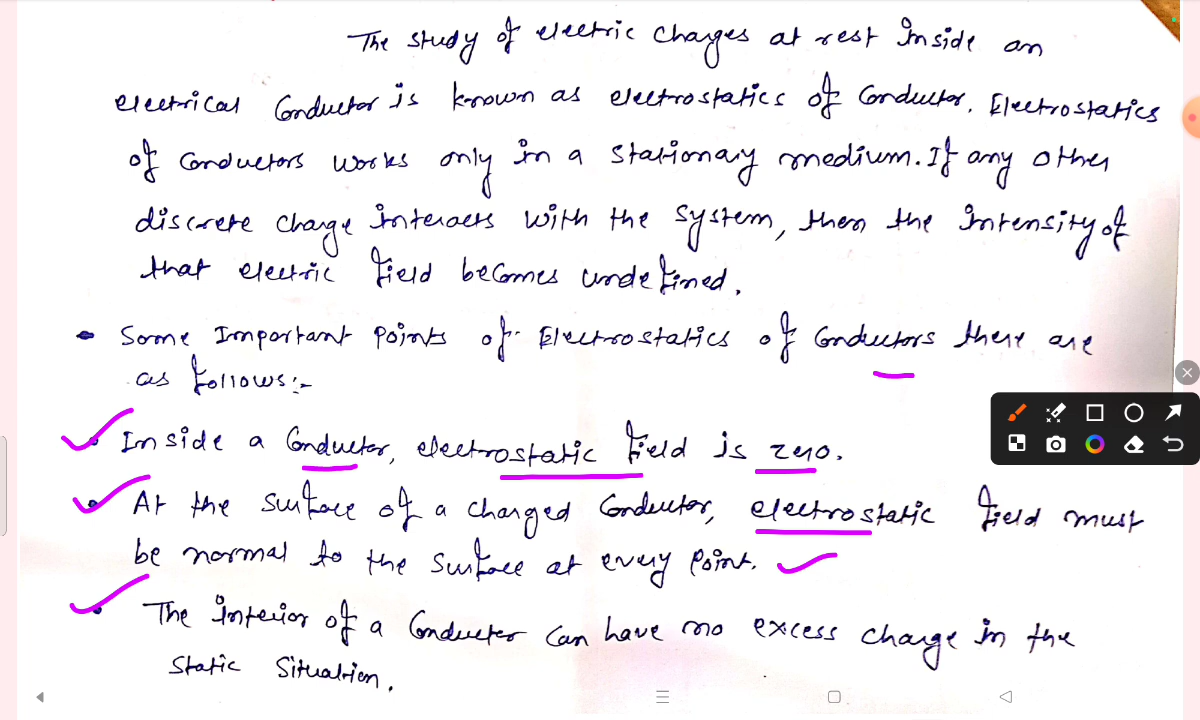 The study of electric charges at rest Inside an
electrical Conductor is known as electrostatics of Conductor. Electrostatics
of Conductors works only in a stationary medium. If any other
discrete charge interacts with the system, then the intensity of
that electric field becomes undefined.
• Some Important Points of Electrostatics of Conductors there are
as follows:-
• Inside a Conductor, electrostatic field is zero.
• At the surface of a charged Conductor, electrostatic field must
be normal to the surface at every Point.
• The interior of a Conductor Can have no excess charge in the
static situation.